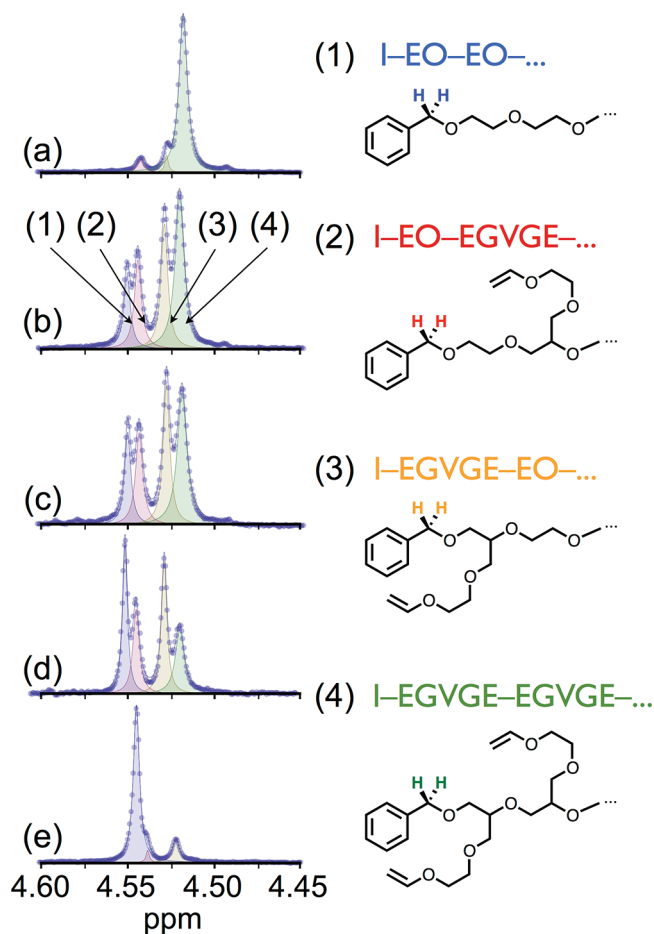 (1) I–EO–EO–...
H H
O O O ...
(a)
(1) (2) (3) (4)
(b)
(2) I–EO–EGVGE–...
O
O
H H
O O O ...
(c)
(3) I–EGVGE–EO–...
H H
O O O ...
O
O
(d)
(4) I–EGVGE–EGVGE–...
O
O
H H
O O O ...
O
O
(e)
4.60 4.55 4.50 4.45
ppm